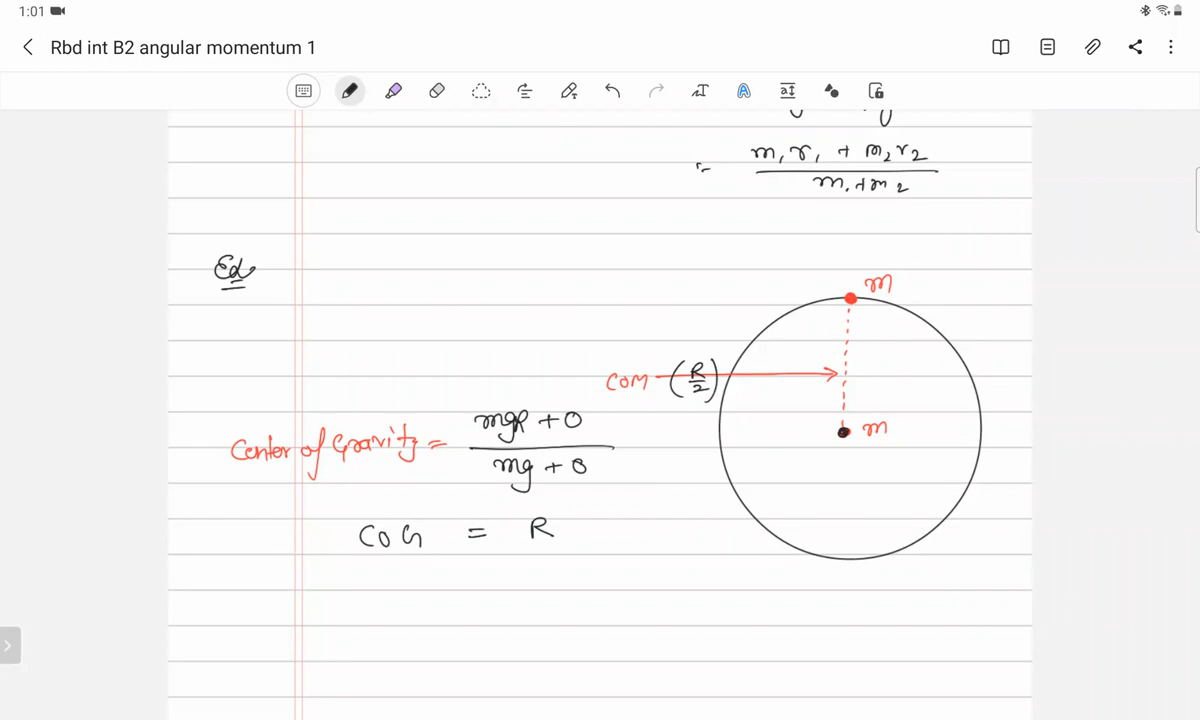 1:01
Rbd int B2 angular momentum 1
= m₁r₁ + m₂r₂ / m₁+m₂
Ex
m
COM (R/2)
m
Center of Gravity = mgR + 0 / mg + 0
COG = R